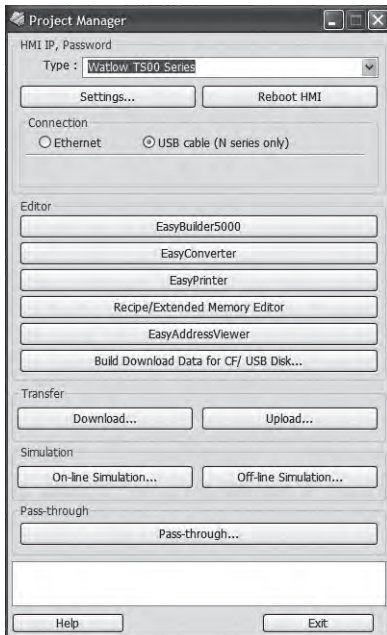 Project Manager
HMI IP, Password
Type : Watlow TS00 Series
Settings... Reboot HMI
Connection
Ethernet USB cable (N series only)
Editor
EasyBuilder5000
EasyConverter
EasyPrinter
Recipe/Extended Memory Editor
EasyAddressViewer
Build Download Data for CF/ USB Disk...
Transfer
Download... Upload...
Simulation
On-line Simulation... Off-line Simulation...
Pass-through
Pass-through...
Help Exit